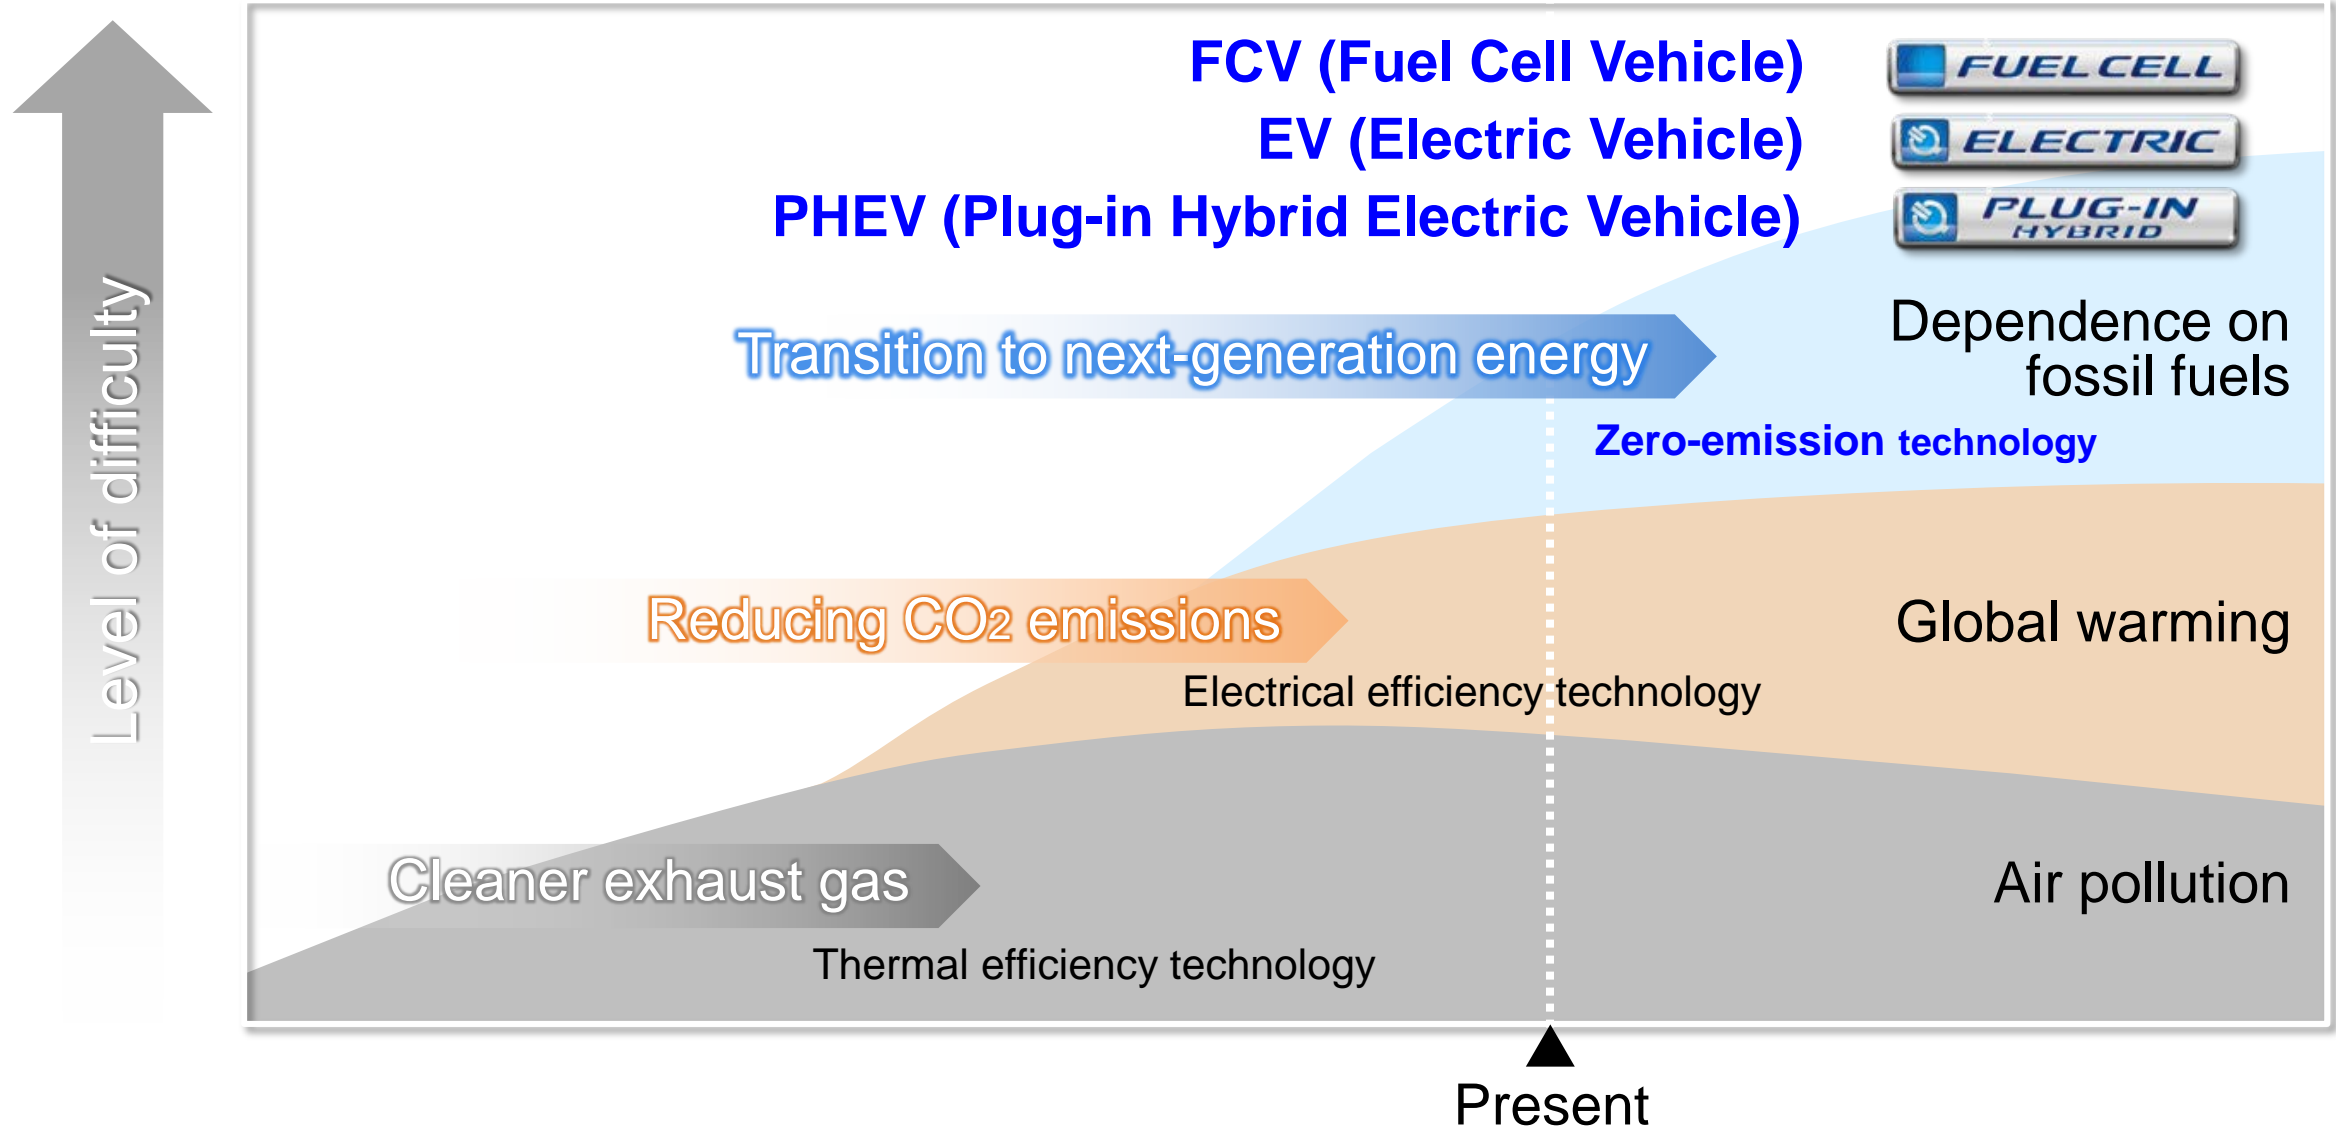 FCV (Fuel Cell Vehicle)
FUEL CELL
EV (Electric Vehicle)
ELECTRIC
PHEV (Plug-in Hybrid Electric Vehicle)
PLUG-IN
HYBRID
Level of difficulty
Transition to next-generation energy
Dependence on
fossil fuels
Zero-emission technology
Reducing CO2 emissions
Global warming
Electrical efficiency technology
Cleaner exhaust gas
Air pollution
Thermal efficiency technology
Present